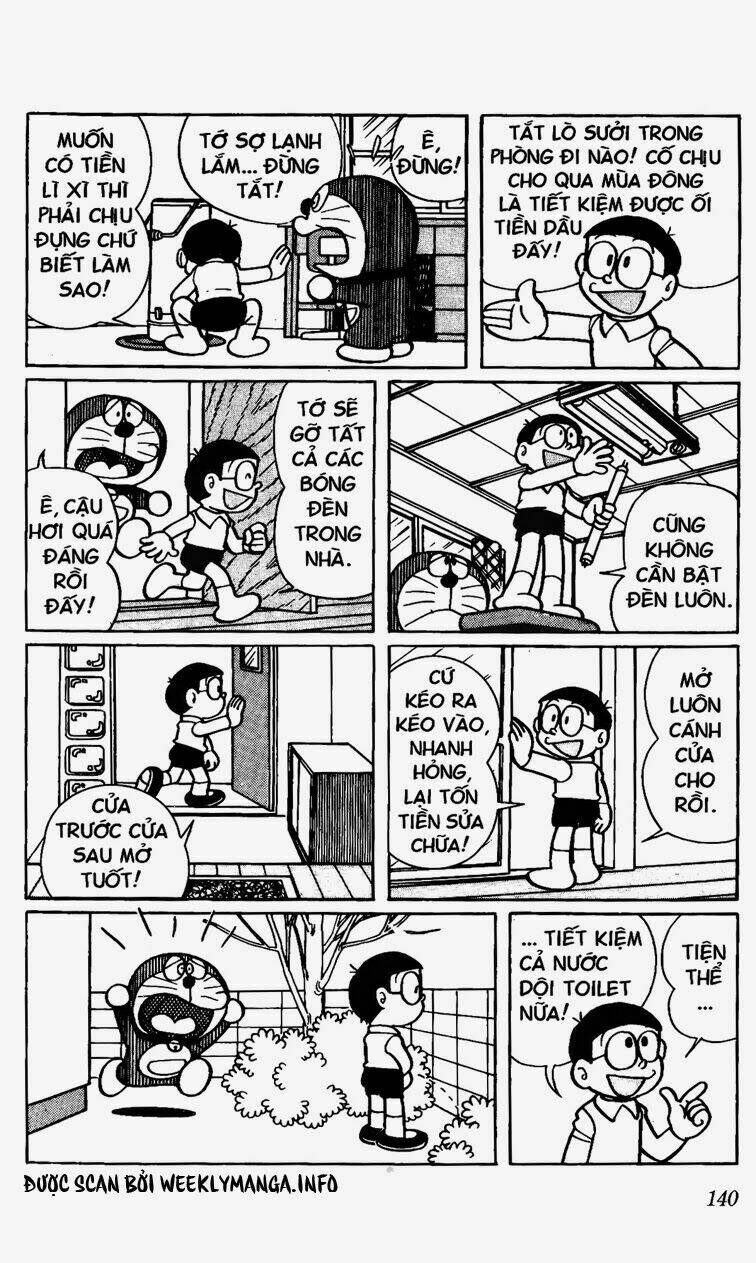 TẮT LÒ SƯỞI TRONG
PHÒNG ĐI NÀO! CỐ CHỊU
CHO QUA MÙA ĐÔNG
LÀ TIẾT KIỆM ĐƯỢC ỐI
TIỀN DẦU
ĐẤY!
Ê,
ĐỪNG!
TỚ SỢ LẠNH
LẮM... ĐỪNG
TẮT!
MUỐN
CÓ TIỀN
LÌ XÌ THÌ
PHẢI CHỊU
ĐỰNG CHỨ
BIẾT LÀM
SAO!
CŨNG
KHÔNG
CẦN BẬT
ĐÈN LUÔN.
TỚ SẼ
GỠ TẤT
CẢ CÁC
BÓNG
ĐÈN
TRONG
NHÀ.
Ê, CẬU
HƠI QUÁ
ĐÁNG
RỒI
ĐẤY!
MỞ
LUÔN
CÁNH
CỬA
CHO
RỒI.
CỨ
KÉO RA
KÉO VÀO,
NHANH
HỎNG,
LẠI TỐN
TIỀN SỬA
CHỮA!
CỬA
TRƯỚC CỬA
SAU MỞ
TUỐT!
TIỆN
THỂ
...
... TIẾT KIỆM
CẢ NƯỚC
DỘI TOILET
NỮA!
ĐƯỢC SCAN BỞI WEEKLYMANGA.INFO
140